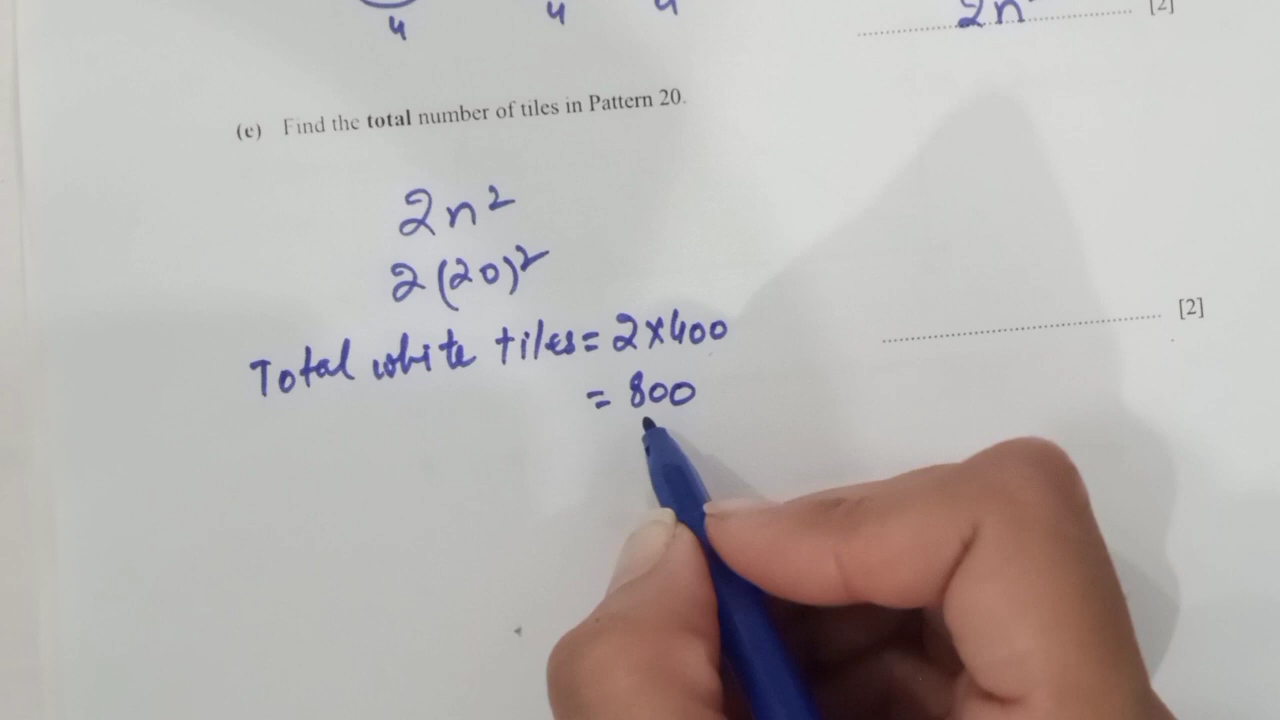 4 4 4
2n² [2]
(e) Find the total number of tiles in Pattern 20.
2n²
2(20)²
Total white tiles = 2×400
[2]
= 800